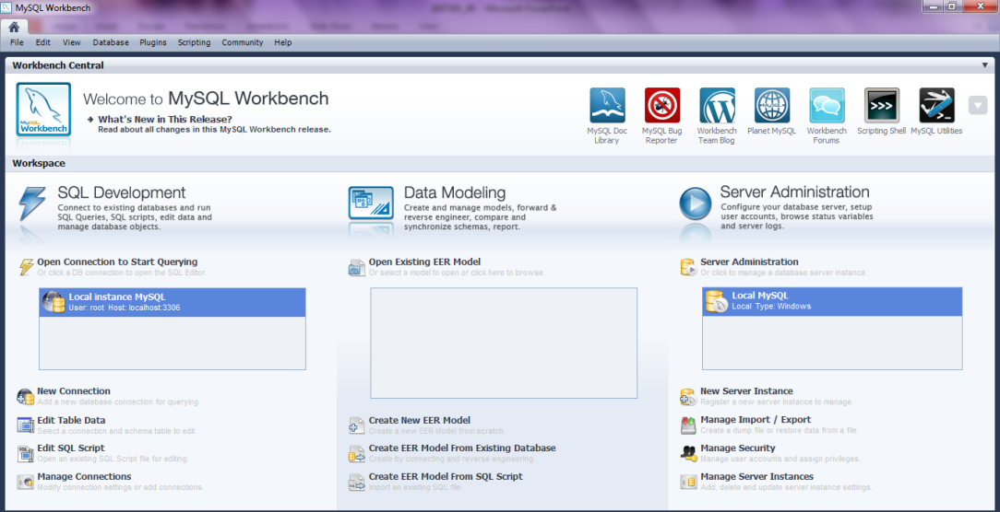 MySQL Workbench
File Edit View Database Plugins Scripting Community Help
Workbench Central
MySQL
Workbench
Welcome to MySQL Workbench
What's New in This Release?
Read about all changes in this MySQL Workbench release.
MySQL Doc
Library
MySQL Bug
Reporter
Workbench
Team Blog
Planet MySQL
Workbench
Forums
>>>
Scripting Shell
MySQL Utilities
Workspace
SQL Development
Connect to existing databases and run
SQL Queries, SQL scripts, edit data and
manage database objects.
Open Connection to Start Querying
Or click a DB connection to open the SQL Editor.
Local instance MySQL
User: root Host: localhost:3306
New Connection
Add a new database connection for querying.
Edit Table Data
Select a connection and schema table to edit.
Edit SQL Script
Open an existing SQL Script file for editing.
Manage Connections
Modify connection settings or add connections.
Data Modeling
Create and manage models, forward &
reverse engineer, compare and
synchronize schemas, report.
Open Existing EER Model
Or select a model to open or click here to browse.
Create New EER Model
Create a new EER Model from scratch.
Create EER Model From Existing Database
Create by connecting and reverse engineering.
Create EER Model From SQL Script
Import an existing SQL file.
Server Administration
Configure your database server, setup
user accounts, browse status variables
and server logs.
Server Administration
Or click to manage a database server instance.
Local MySQL
Local Type: Windows
New Server Instance
Register a new server instance to manage.
Manage Import / Export
Create a dump file or restore data from a file.
Manage Security
Manage user accounts and assign privileges.
Manage Server Instances
Add, delete and update server instance settings.